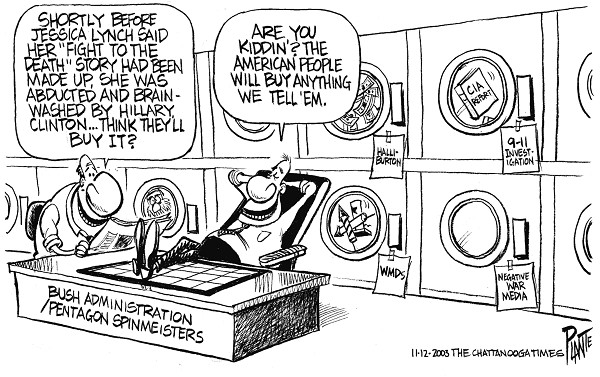 SHORTLY BEFORE
JESSICA LYNCH SAID
HER "FIGHT TO THE
DEATH" STORY HAD BEEN
MADE UP, SHE WAS
ABDUCTED AND BRAIN-
WASHED BY HILLARY
CLINTON... THINK THEY'LL
BUY IT?
ARE YOU
KIDDIN'? THE
AMERICAN PEOPLE
WILL BUY ANYTHING
WE TELL 'EM.
HALLI-
BURTON
CIA
REPORT
9-11
INVEST-
IGATION
WMDs
NEGATIVE
WAR
MEDIA
BUSH ADMINISTRATION
/PENTAGON SPINMEISTERS
11-12-2003 THE CHATTANOOGA TIMES
PLANTE